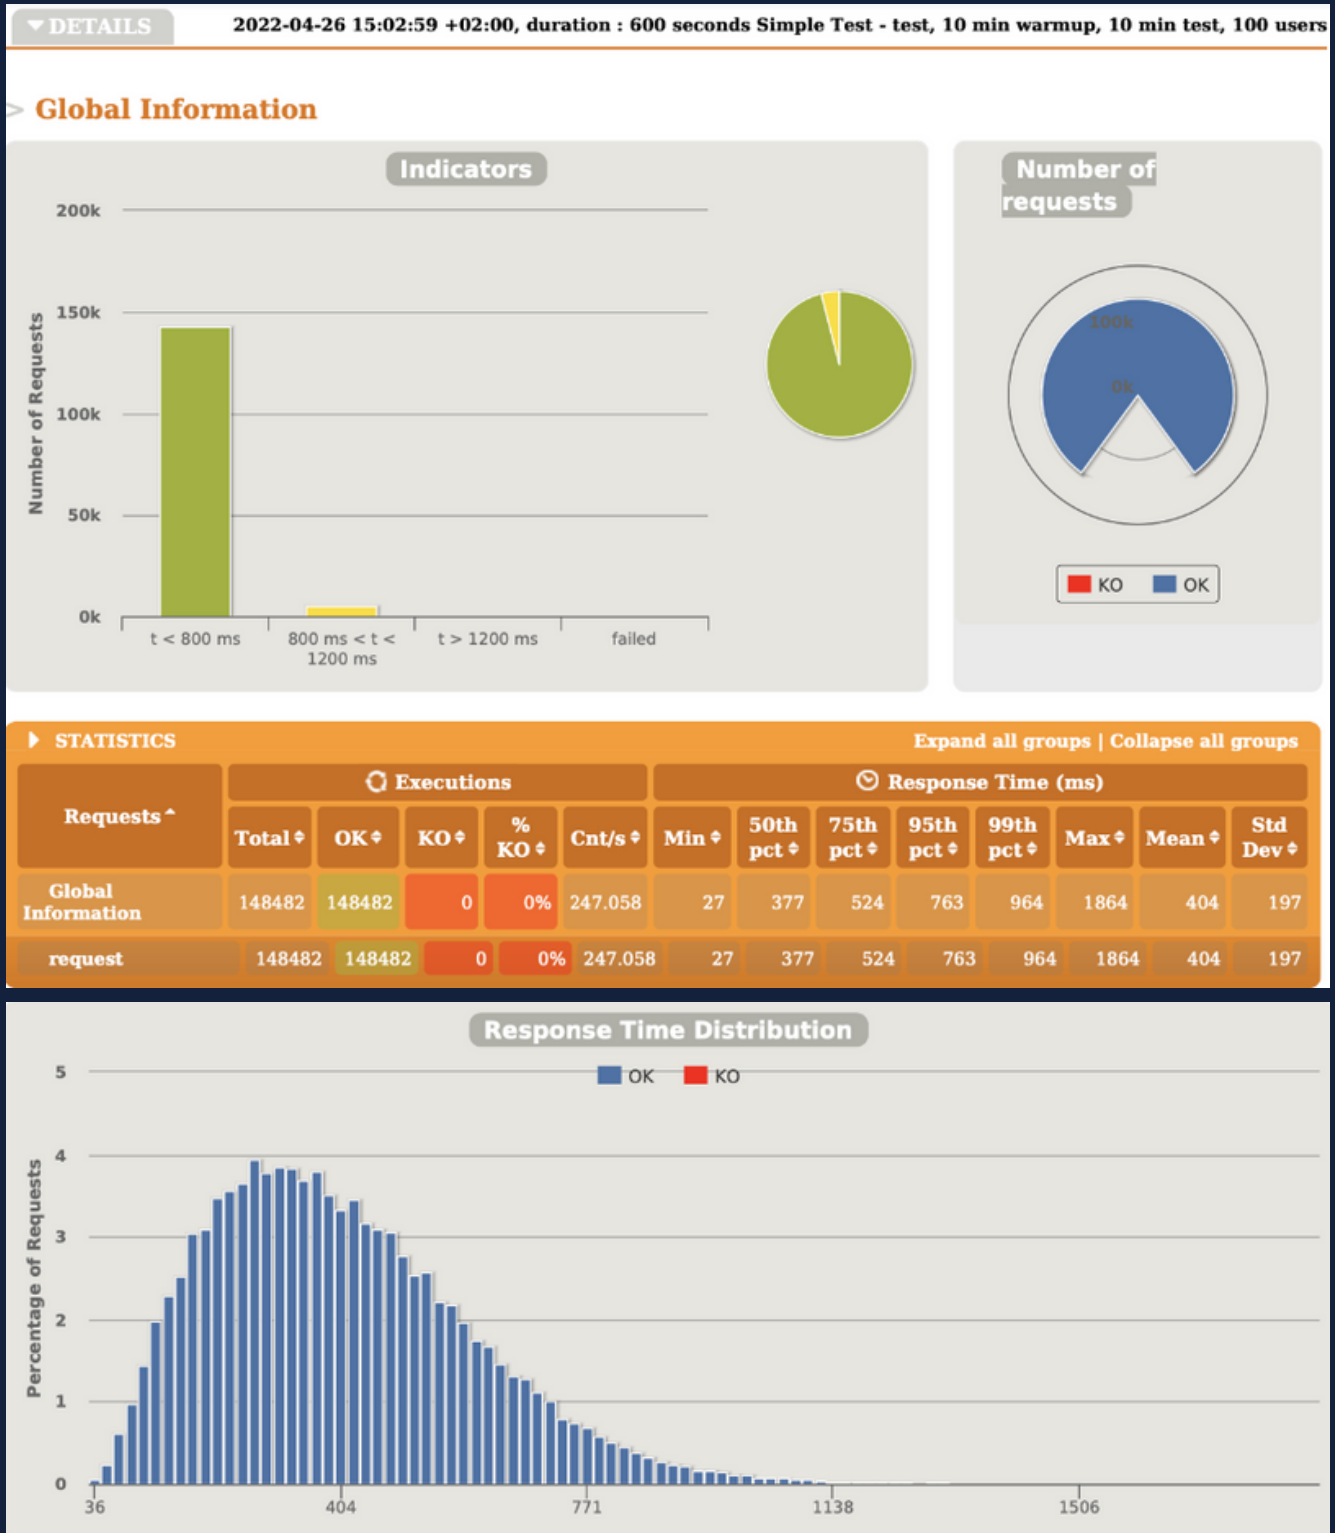 DETAILS
2022-04-26 15:02:59 +02:00, duration : 600 seconds Simple Test - test, 10 min warmup, 10 min test, 100 users
> Global Information
Indicators
200k
150k
100k
50k
0k
Number of Requests
t < 800 ms
800 ms < t <
1200 ms
t > 1200 ms
failed
Number of
requests
100k
0k
KO OK
STATISTICS
Expand all groups | Collapse all groups
Requests
Executions
Response Time (ms)
Total OK KO % KO Cnt/s Min 50th pct 75th pct 95th pct 99th pct Max Mean Std Dev
Global Information 148482 148482 0 0% 247.058 27 377 524 763 964 1864 404 197
request 148482 148482 0 0% 247.058 27 377 524 763 964 1864 404 197
Response Time Distribution
OK KO
5
4
3
2
1
0
Percentage of Requests
36 404 771 1138 1506